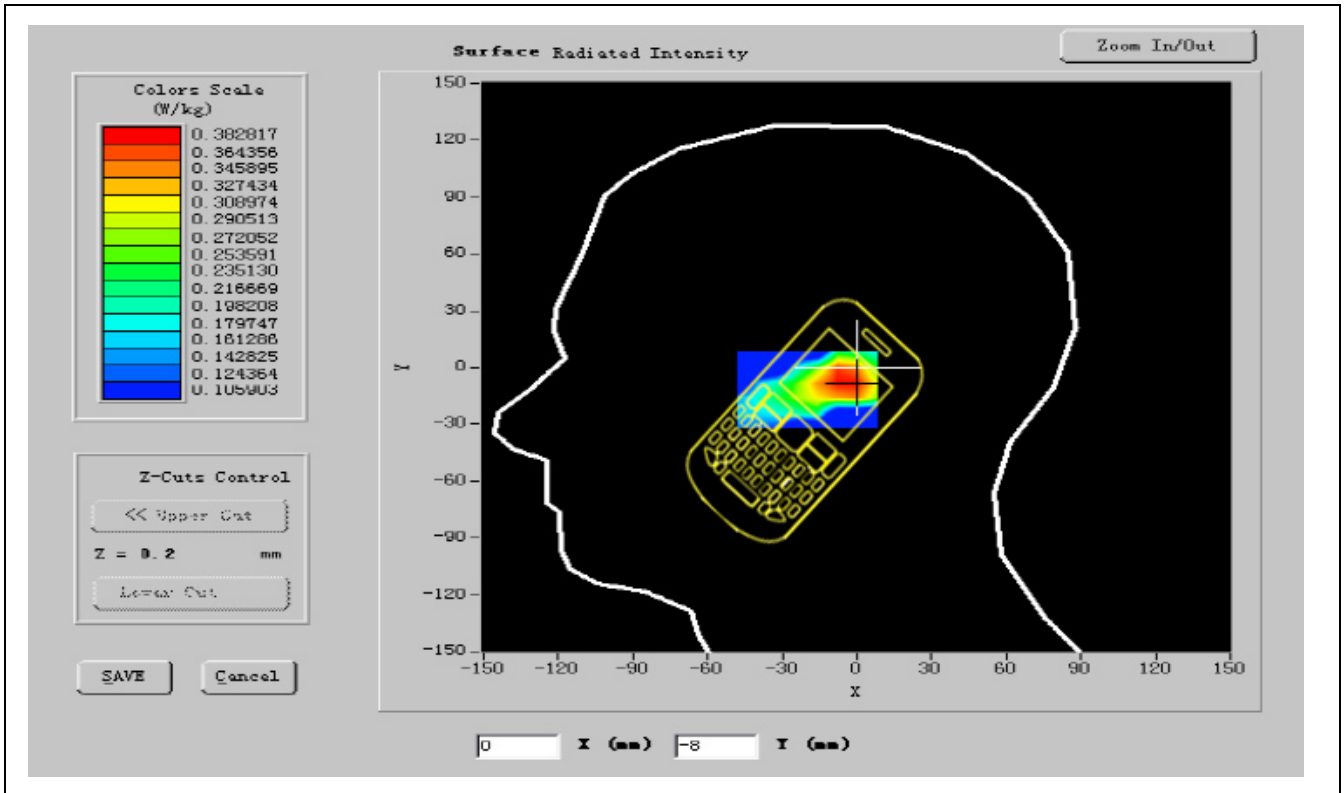 Surface Radiated Intensity
Zoom In/Out
Colors Scale
(W/kg)
0.382817
0.364356
0.345895
0.327434
0.308974
0.290513
0.272052
0.253591
0.235130
0.216669
0.198208
0.179747
0.161286
0.142825
0.124364
0.105903
Z-Cuts Control
<< Upper Cut
Z = 0.2 mm
Lower Cut
SAVE
Cancel
150
120
90
60
30
0
-30
-60
-90
-120
-150
Y
-150 -120 -90 -60 -30 0 30 60 90 120 150
X
0 X (mm) -8 Y (mm)